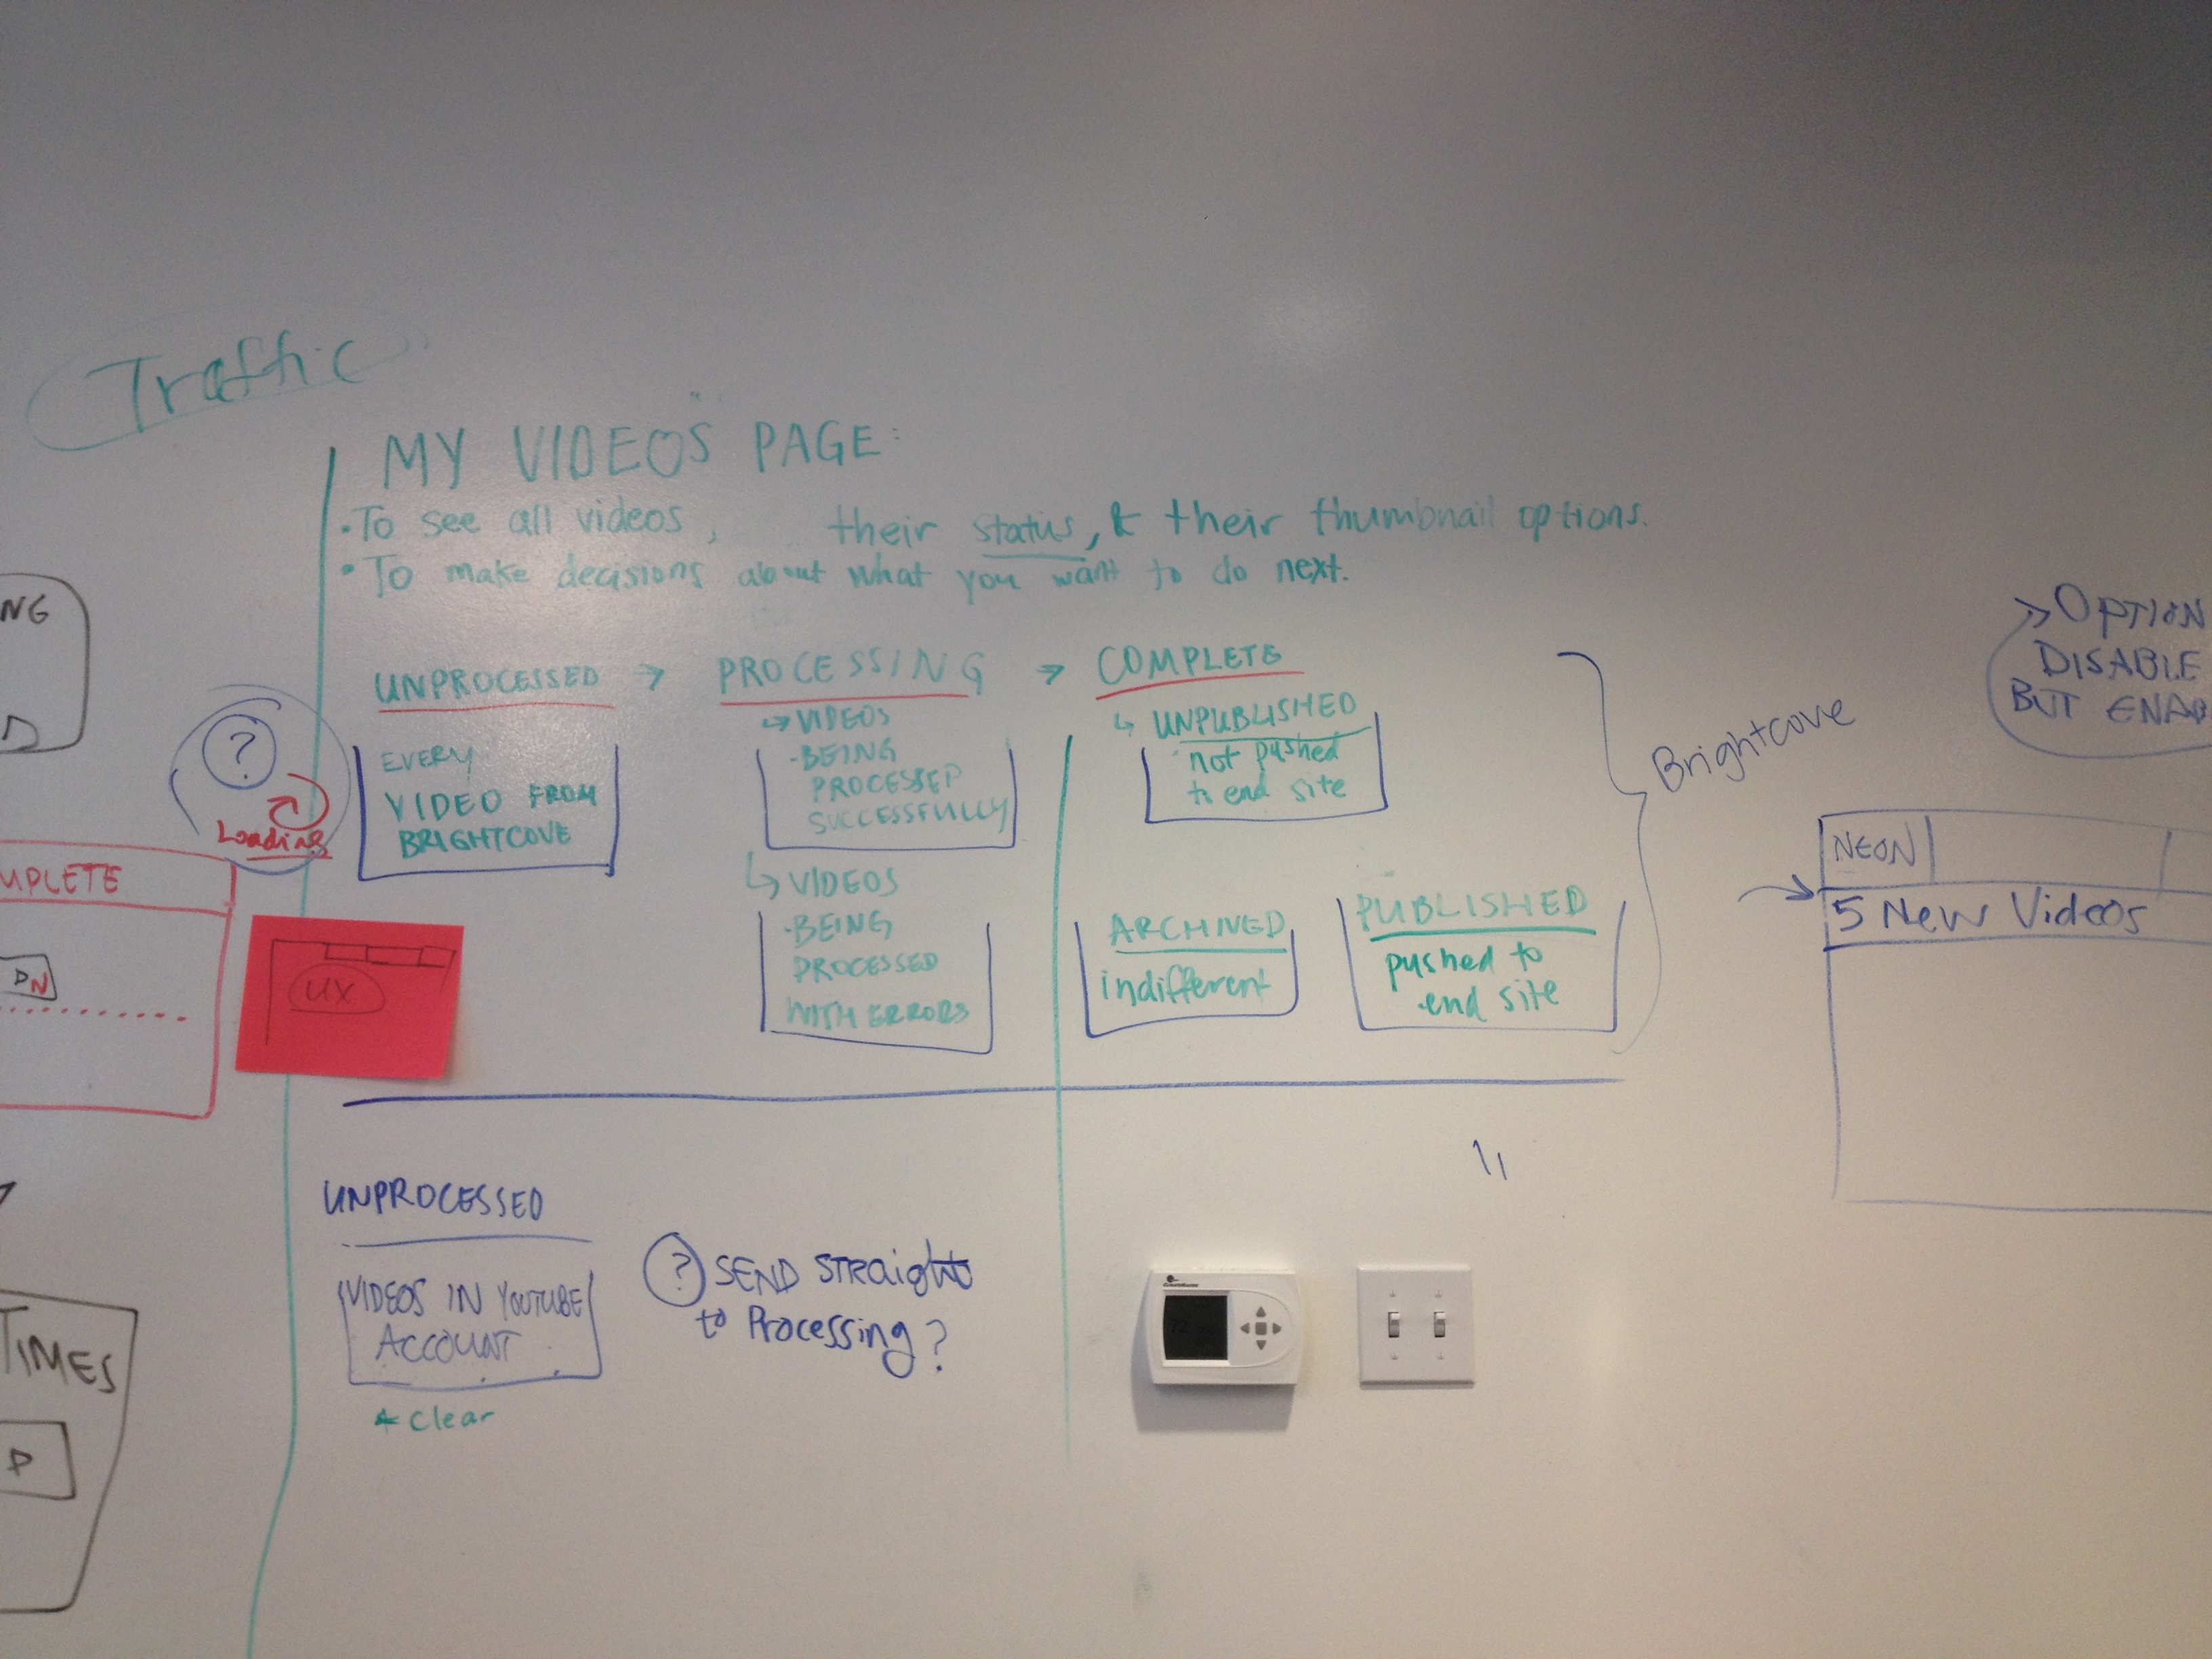 Traffic
MY VIDEOS PAGE:
• To see all videos, their status, & their thumbnail options.
• To make decisions about what you want to do next.
UNPROCESSED → PROCESSING → COMPLETE
EVERY
VIDEO FROM
BRIGHTCOVE
↳ VIDEOS
-BEING
PROCESSED
SUCCESSFULLY
↳ VIDEOS
-BEING
PROCESSED
WITH ERRORS
↳ UNPUBLISHED
not pushed
to end site
ARCHIVED
indifferent
PUBLISHED
pushed to
end site
Brightcove
?
Loading
UX
NG
D
MPLETE
DN
TIMES
D
UNPROCESSED
VIDEOS IN YOUTUBE
ACCOUNT
* Clear
? SEND STRaight
to Processing?
>> OPTION
DISABLE
BUT ENAB
NEON
5 New Videos